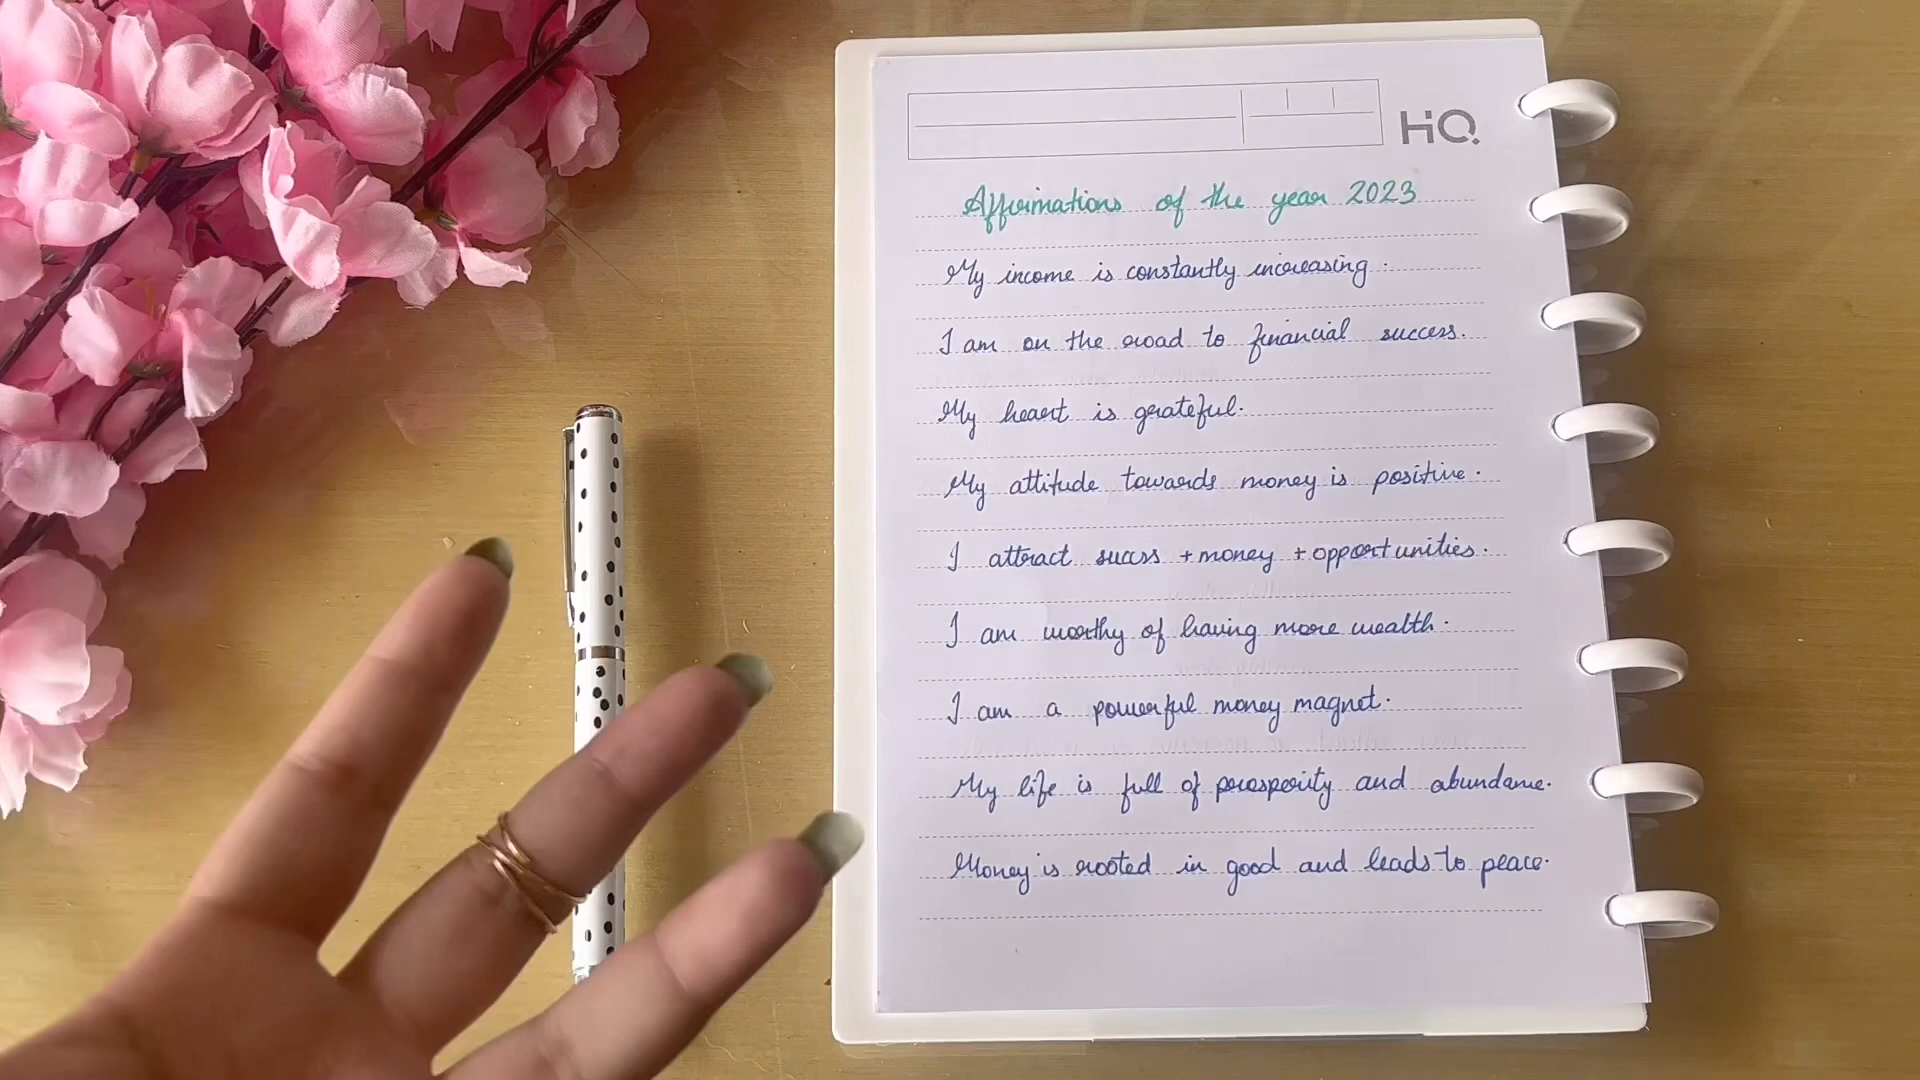 HQ
Affirmations of the year 2023
My income is constantly increasing.
I am on the road to financial success.
My heart is grateful.
My attitude towards money is positive.
I attract succss + money + opportunities.
I am worthy of having more wealth.
I am a powerful money magnet.
My life is full of prosperity and abundance.
Money is rooted in good and leads to peace.